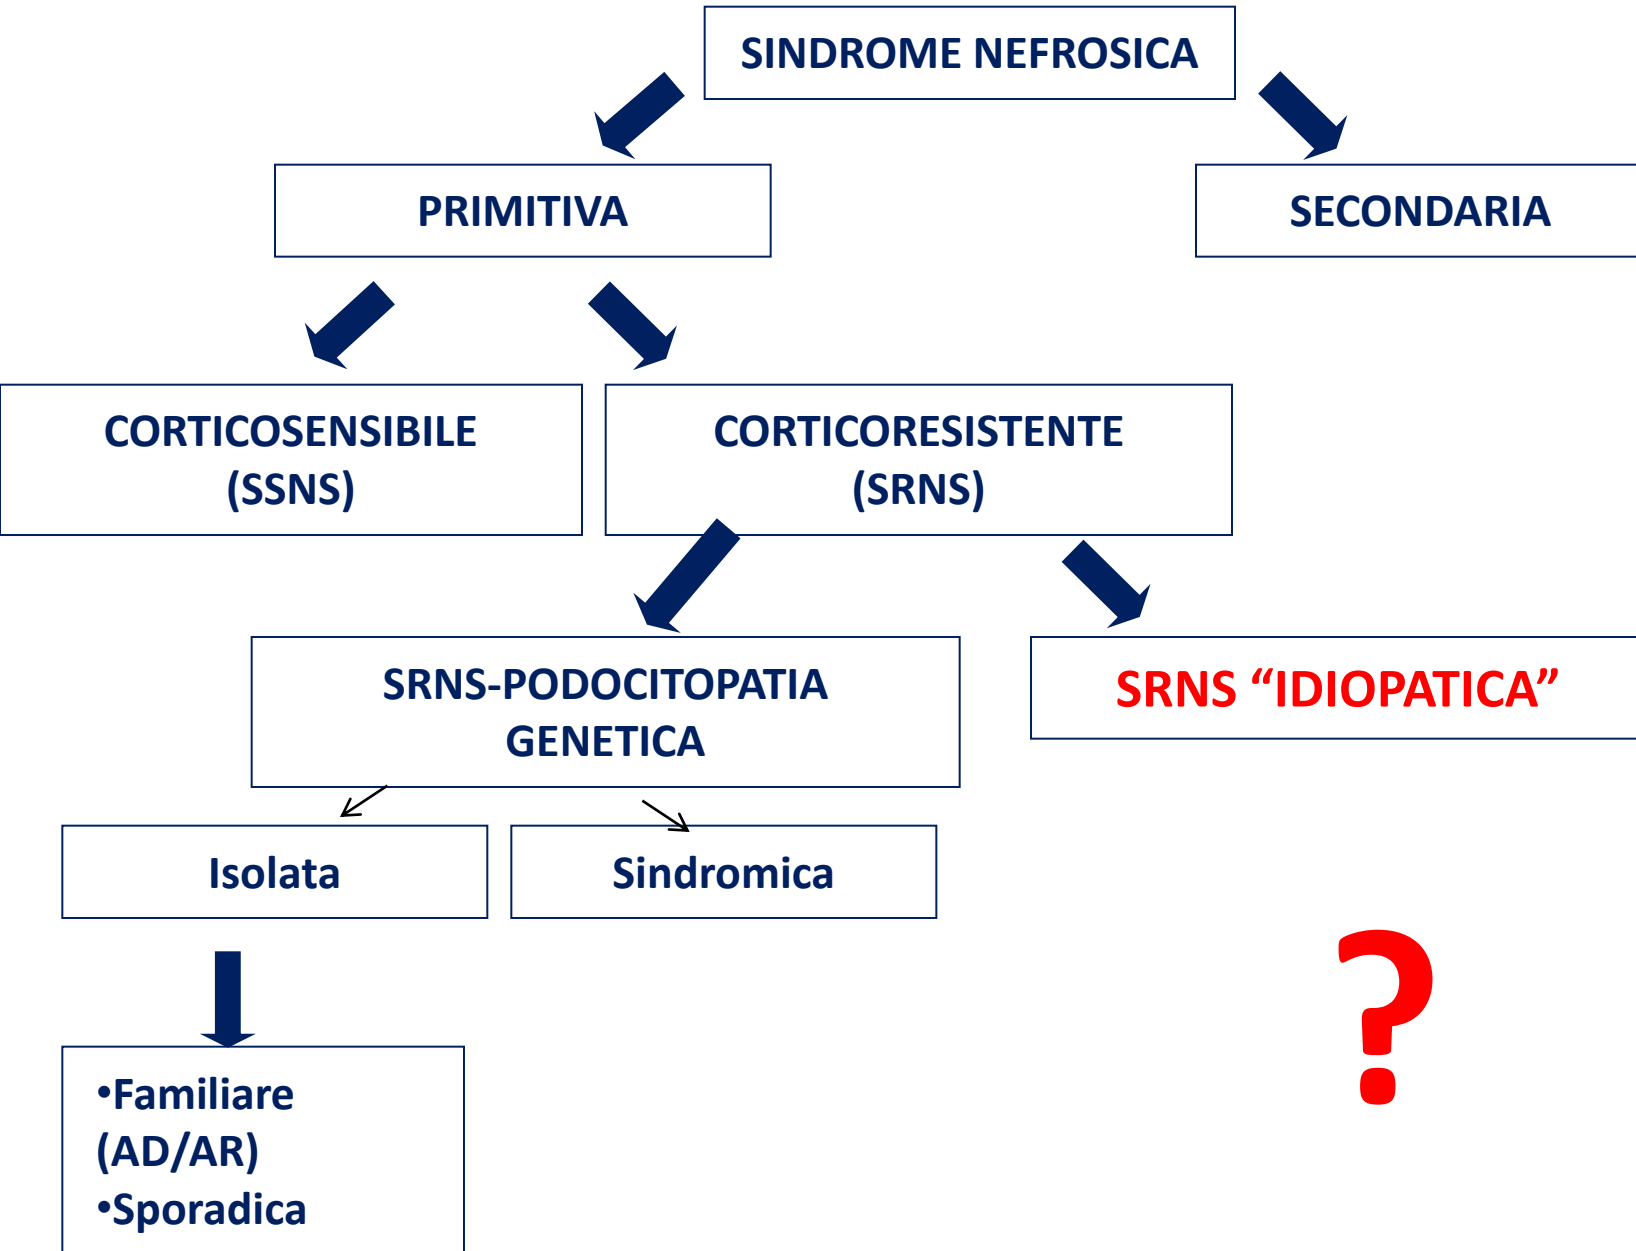 SINDROME NEFROSICA
PRIMITIVA
SECONDARIA
CORTICOSENSIBILE
(SSNS)
CORTICORESISTENTE
(SRNS)
SRNS-PODOCITOPATIA
GENETICA
SRNS “IDIOPATICA”
Isolata
Sindromica
?
•Familiare
(AD/AR)
•Sporadica